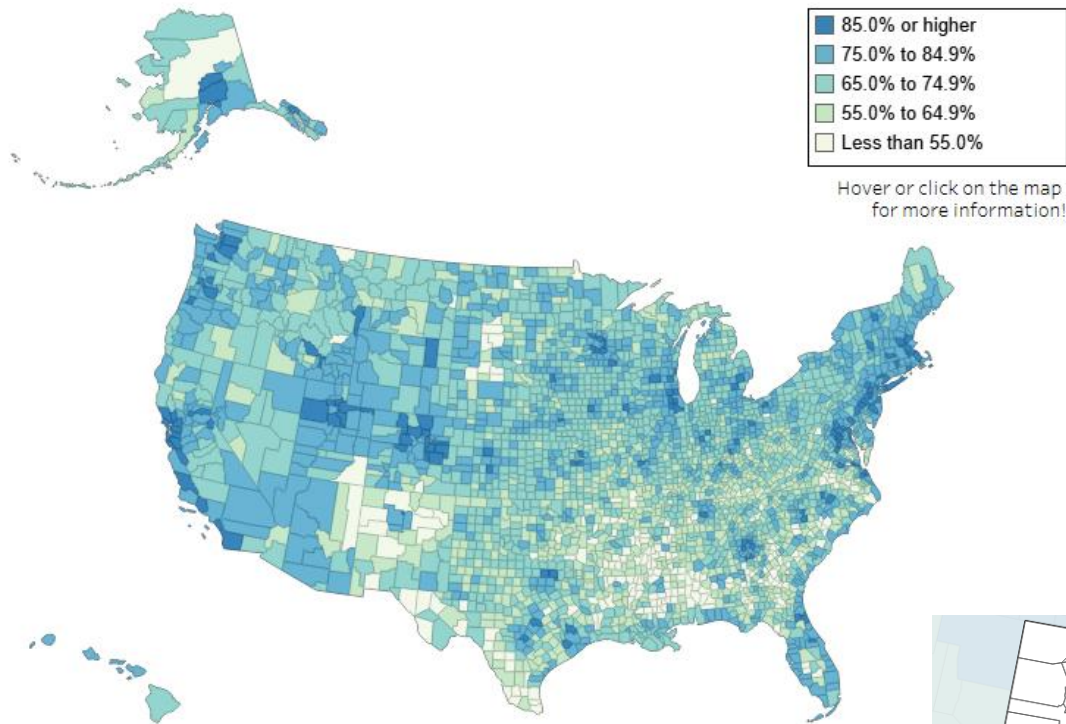 85.0% or higher
75.0% to 84.9%
65.0% to 74.9%
55.0% to 64.9%
Less than 55.0%
Hover or click on the map
for more information!